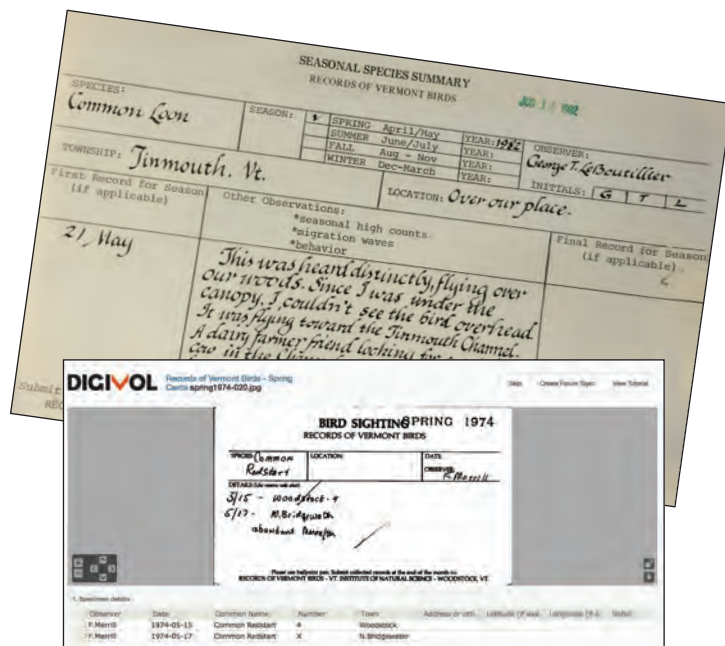 SEASONAL SPECIES SUMMARY
RECORDS OF VERMONT BIRDS
SPECIES:
Common Loon
SEASON:
SPRING April/May YEAR: 1982
SUMMER June/July YEAR:
FALL Aug - Nov YEAR:
WINTER Dec-March YEAR:
OBSERVER:
George T. LeBoutillier
INITIALS: G T L
TOWNSHIP: Tinmouth, Vt.
LOCATION: Over our place.
First Record for Season
(if applicable)
21 May
Other Observations:
*seasonal high counts
*migration waves
*behavior
Final Record for Season
(if applicable)
This was heard distinctly, flying over
our woods. Since I was under the
canopy, I couldn't see the bird overhead.
It was flying toward the Tinmouth Channel.
A dairy farmer friend looking for a
cow in the
Submit
DIGIVOL
Records of Vermont Birds - Spring
Cards spring1974-020.jpg
Skip Create Forum Topic View Tutorial
BIRD SIGHTING SPRING 1974
RECORDS OF VERMONT BIRDS
SPECIES Common
Redstart
LOCATION
DATE
OBSERVER
F. Merrill
5/15 - Woodstock - 4
5/17 - N. Bridgewater
abundant thereafter
Please use ballpoint pen. Submit collected records at the end of the month to:
RECORDS OF VERMONT BIRDS - VT. INSTITUTE OF NATURAL SCIENCE - WOODSTOCK, VT.
1. Specimen details
Observer Date Common Name Number Town
F.Merrill 1974-05-15 Common Redstart 4 Woodstock
F.Merrill 1974-05-17 Common Redstart X N.Bridgewater